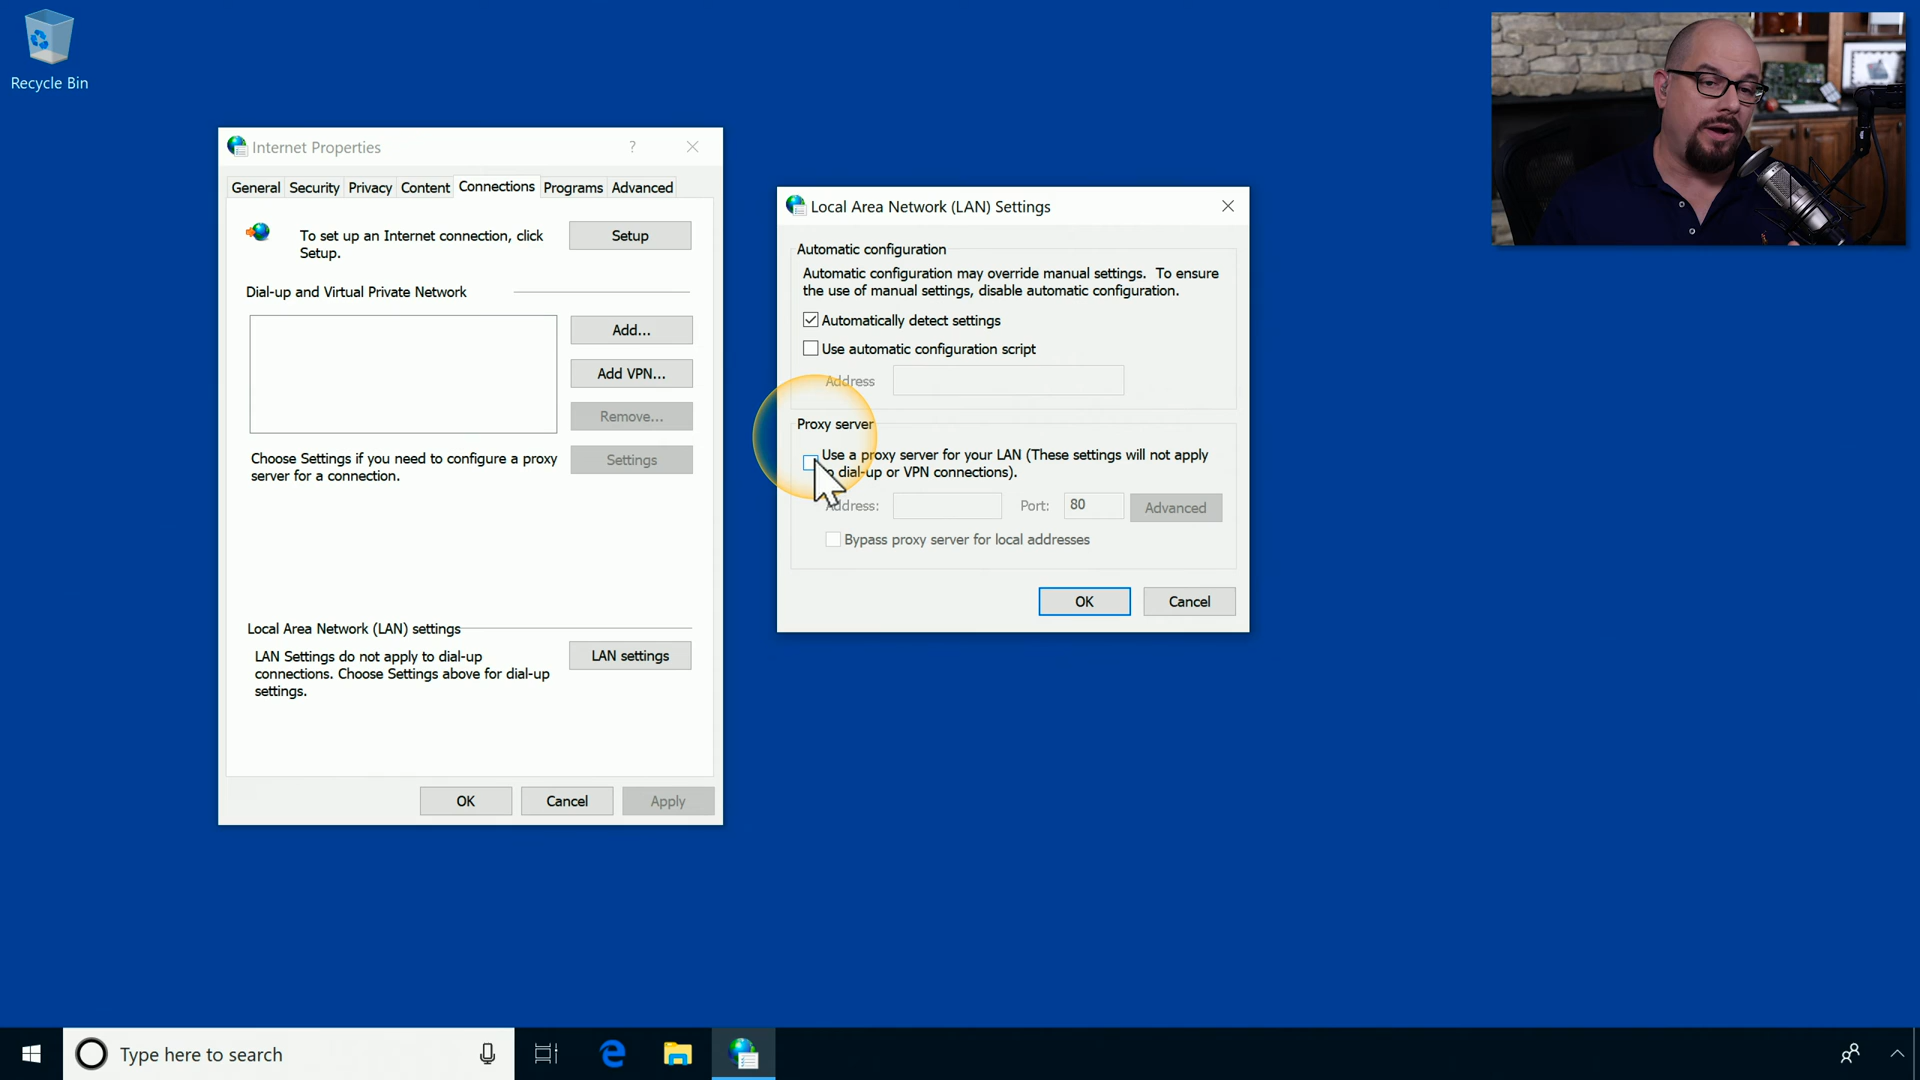 Recycle Bin
Internet Properties
?
General Security Privacy Content Connections Programs Advanced
To set up an Internet connection, click
Setup.
Setup
Dial-up and Virtual Private Network
Add...
Add VPN...
Remove...
Choose Settings if you need to configure a proxy
server for a connection.
Settings
Local Area Network (LAN) settings
LAN Settings do not apply to dial-up
connections. Choose Settings above for dial-up
settings.
LAN settings
OK
Cancel
Apply
Local Area Network (LAN) Settings
Automatic configuration
Automatic configuration may override manual settings. To ensure
the use of manual settings, disable automatic configuration.
Automatically detect settings
Use automatic configuration script
Address
Proxy server
Use a proxy server for your LAN (These settings will not apply
dial-up or VPN connections).
Port:
80
Advanced
Bypass proxy server for local addresses
OK
Cancel
Type here to search